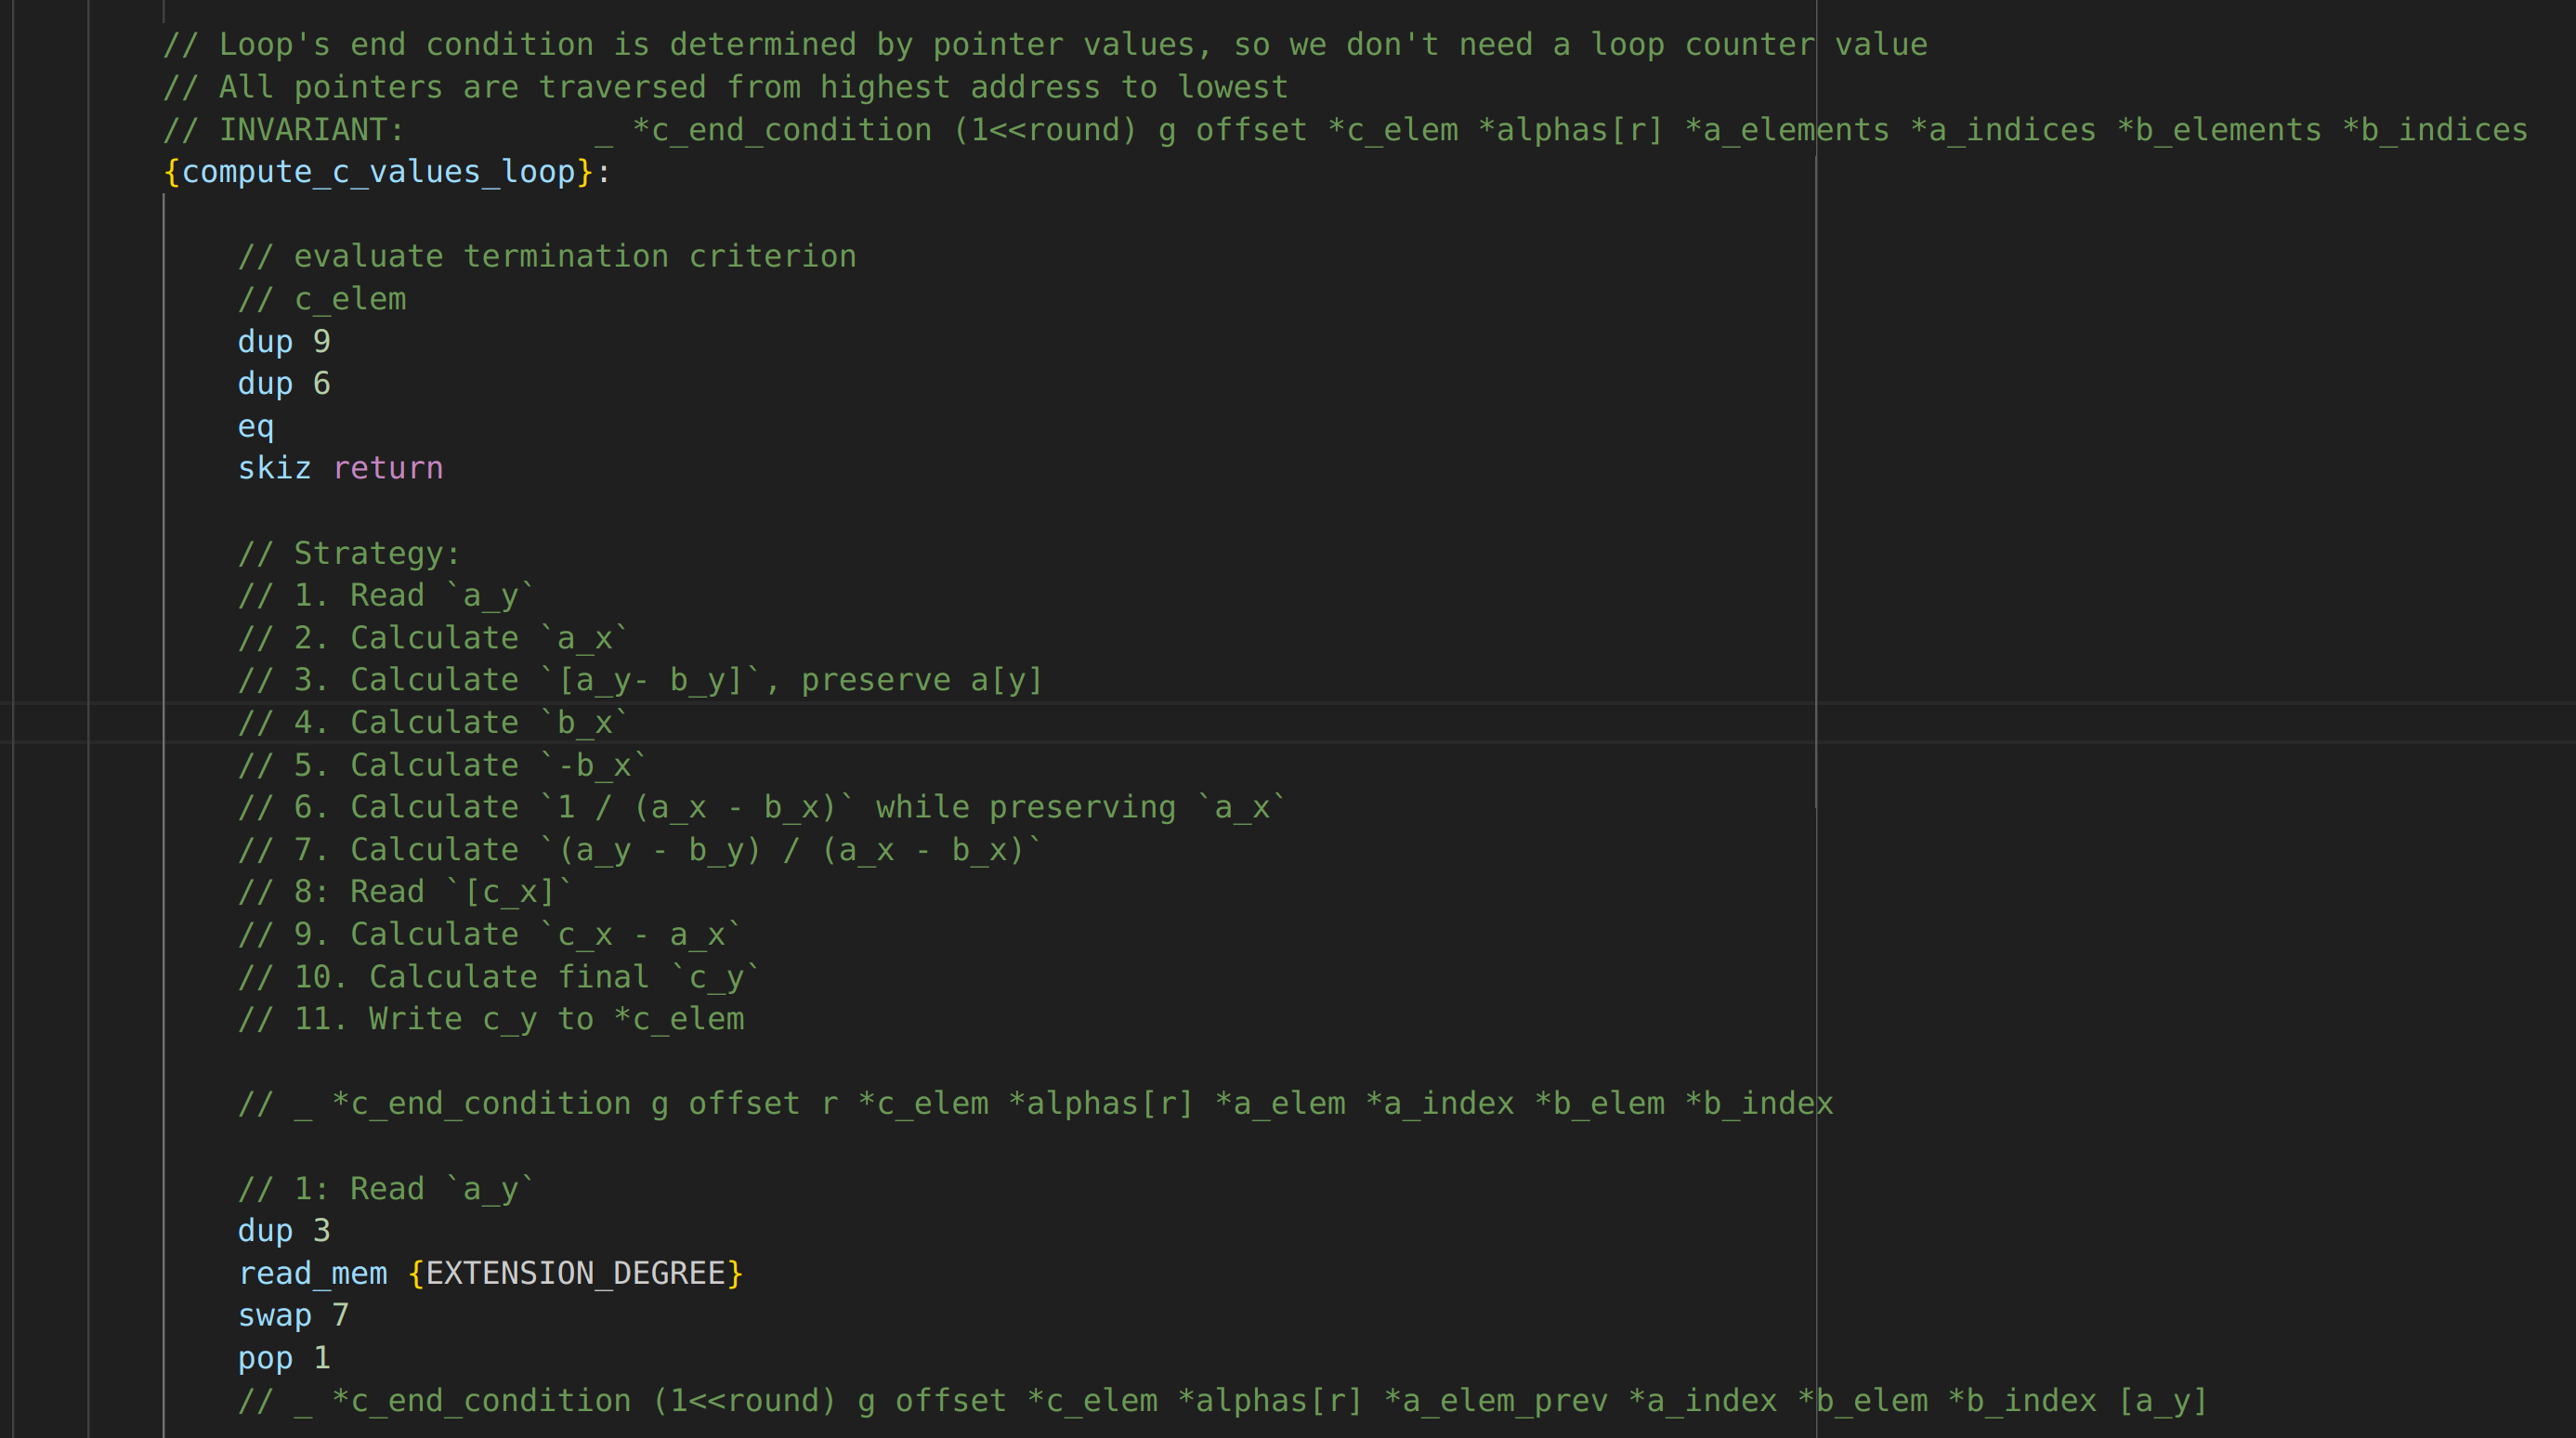 // Loop's end condition is determined by pointer values, so we don't need a loop counter value
// All pointers are traversed from highest address to lowest
// INVARIANT:          _ *c_end_condition (1<<round) g offset *c_elem *alphas[r] *a_elements *a_indices *b_elements *b_indices
{compute_c_values_loop}:
// evaluate termination criterion
// c_elem
dup 9
dup 6
eq
skiz return
// Strategy:
// 1. Read `a_y`
// 2. Calculate `a_x`
// 3. Calculate `[a_y- b_y]`, preserve a[y]
// 4. Calculate `b_x`
// 5. Calculate `-b_x`
// 6. Calculate `1 / (a_x - b_x)` while preserving `a_x`
// 7. Calculate `(a_y - b_y) / (a_x - b_x)`
// 8: Read `[c_x]`
// 9. Calculate `c_x - a_x`
// 10. Calculate final `c_y`
// 11. Write c_y to *c_elem
// _ *c_end_condition g offset r *c_elem *alphas[r] *a_elem *a_index *b_elem *b_index
// 1: Read `a_y`
dup 3
read_mem {EXTENSION_DEGREE}
swap 7
pop 1
// _ *c_end_condition (1<<round) g offset *c_elem *alphas[r] *a_elem_prev *a_index *b_elem *b_index [a_y]